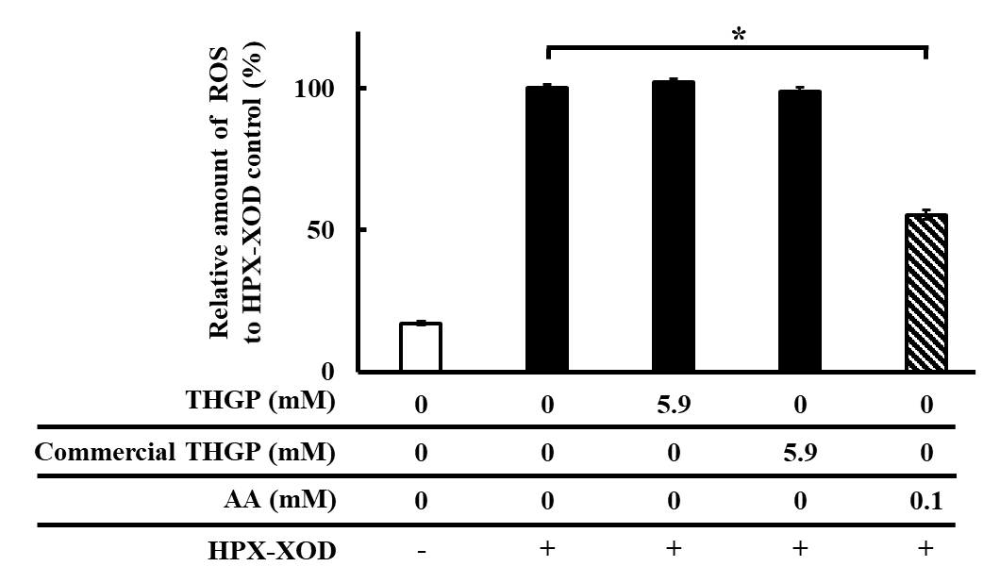 Relative amount of ROS
to HPX-XOD control (%)
*
100
50
0
THGP (mM) 0 0 5.9 0 0
Commercial THGP (mM) 0 0 0 5.9 0
AA (mM) 0 0 0 0 0.1
HPX-XOD - + + + +